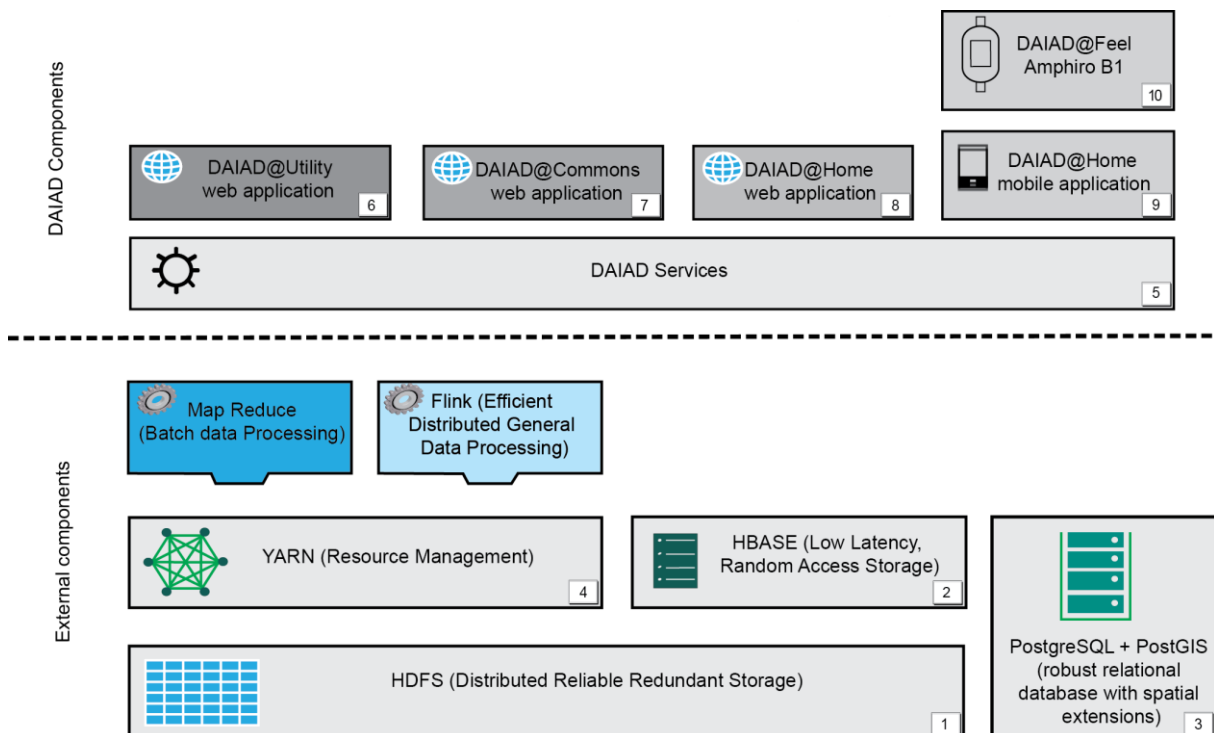 DAIAD Components
DAIAD@Feel
Amphiro B1
10
DAIAD@Utility
web application
6
DAIAD@Commons
web application
7
DAIAD@Home
web application
8
DAIAD@Home
mobile application
9
DAIAD Services
5
External components
Map Reduce
(Batch data Processing)
Flink (Efficient
Distributed General
Data Processing)
YARN (Resource Management)
4
HBASE (Low Latency,
Random Access Storage)
2
PostgreSQL + PostGIS
(robust relational
database with spatial
extensions)
3
HDFS (Distributed Reliable Redundant Storage)
1